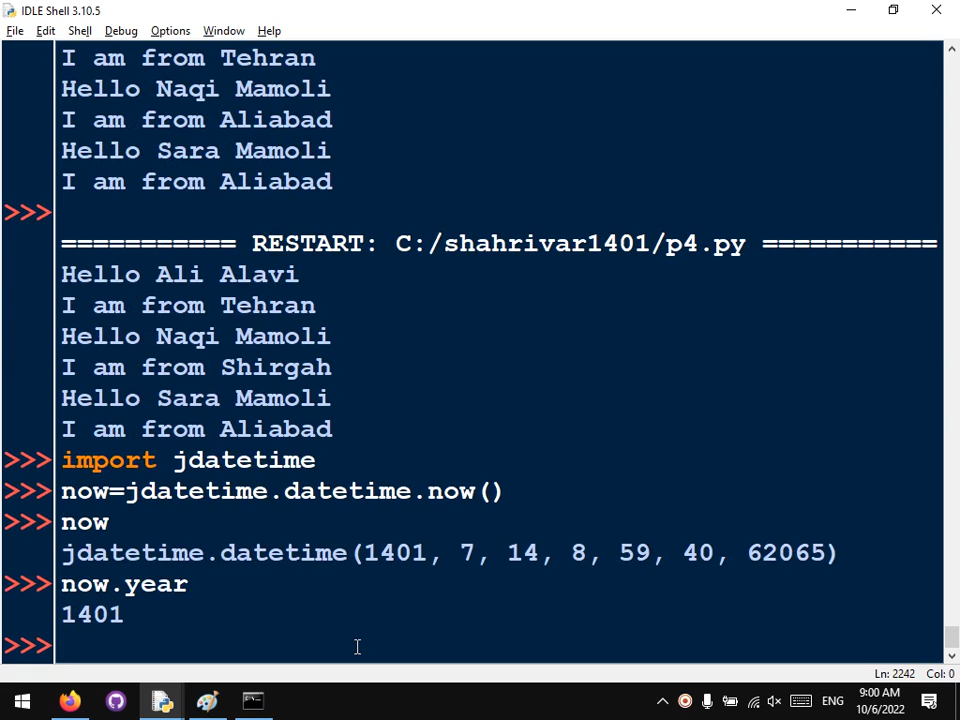 IDLE Shell 3.10.5
File Edit Shell Debug Options Window Help
I am from Tehran
Hello Naqi Mamoli
I am from Aliabad
Hello Sara Mamoli
I am from Aliabad
>>>
=========== RESTART: C:/shahrivar1401/p4.py ===========
Hello Ali Alavi
I am from Tehran
Hello Naqi Mamoli
I am from Shirgah
Hello Sara Mamoli
I am from Aliabad
>>> import jdatetime
>>> now=jdatetime.datetime.now()
>>> now
jdatetime.datetime(1401, 7, 14, 8, 59, 40, 62065)
>>> now.year
1401
>>>
Ln: 2242 Col: 0
ENG
9:00 AM
10/6/2022